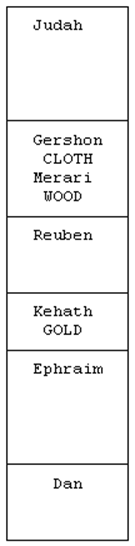 Judah
Gershon
CLOTH
Merari
WOOD
Reuben
Kehath
GOLD
Ephraim
Dan